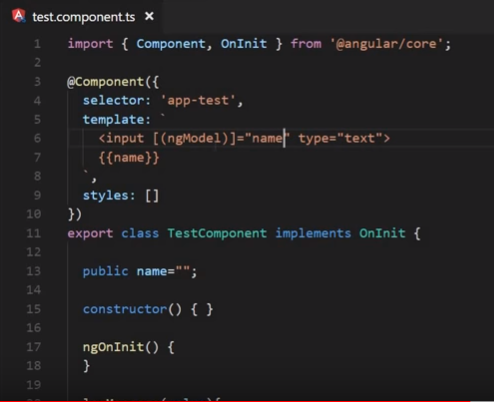 test.component.ts ×
1 import { Component, OnInit } from '@angular/core';
2
3 @Component({
4   selector: 'app-test',
5   template: `
6     <input [(ngModel)]="name" type="text">
7     {{name}}
8   `,
9   styles: []
10 })
11 export class TestComponent implements OnInit {
12
13   public name="";
14
15   constructor() { }
16
17   ngOnInit() {
18   }
19